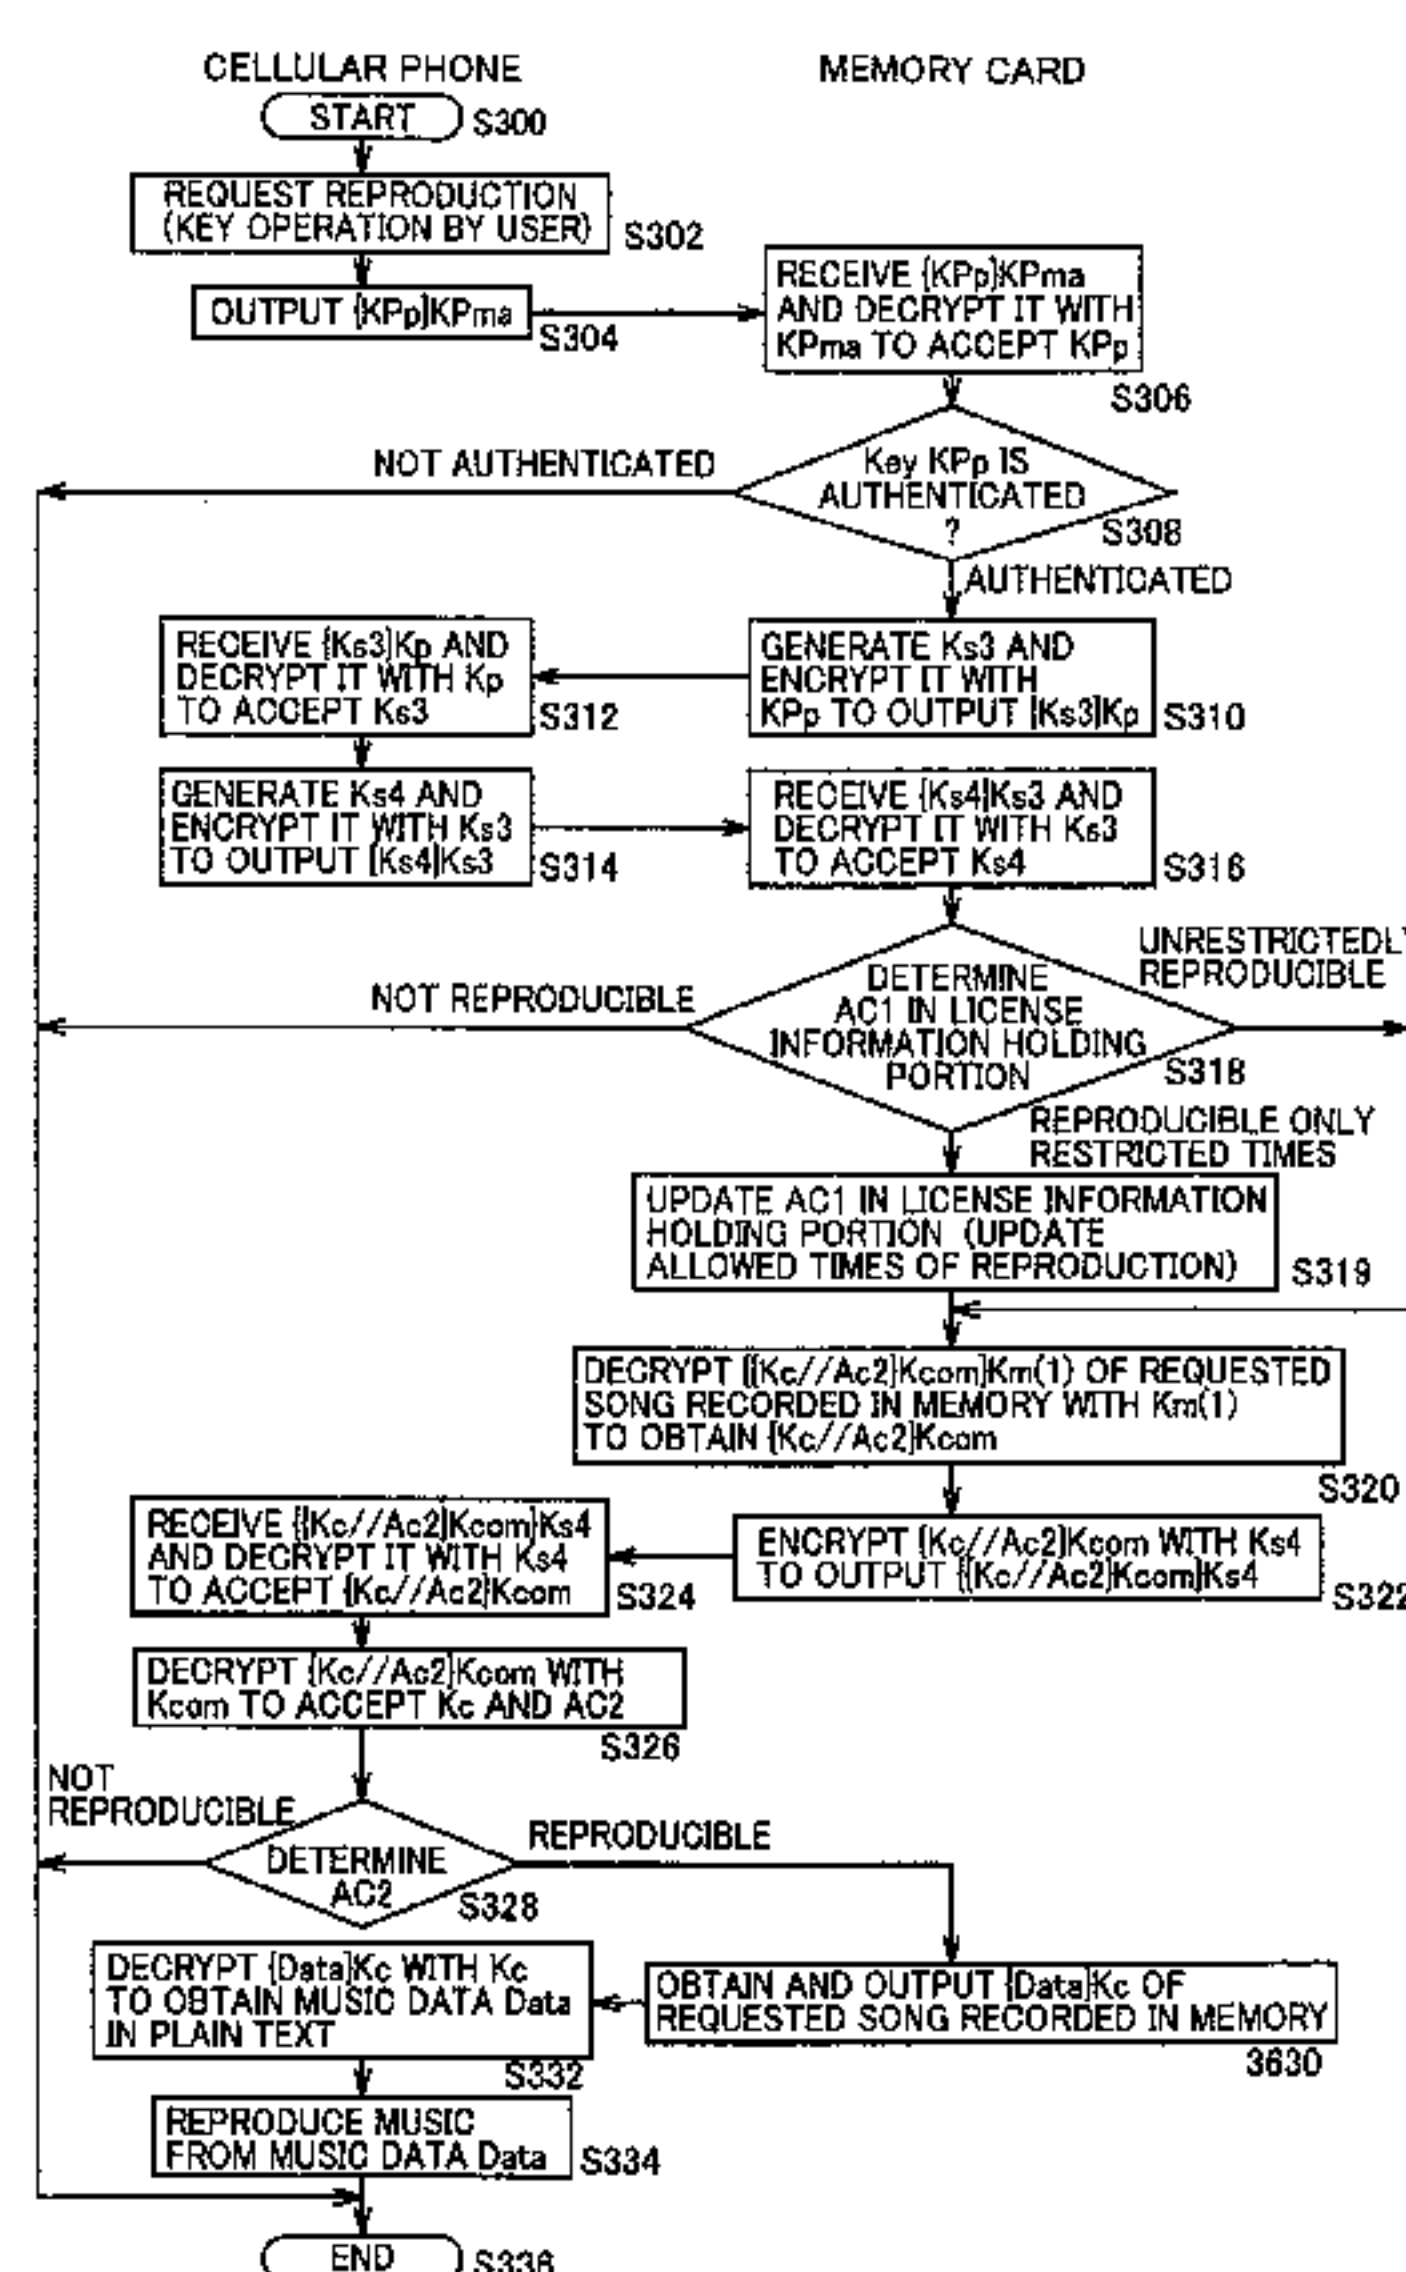 CELLULAR PHONE
MEMORY CARD
START
S300
REQUEST REPRODUCTION
(KEY OPERATION BY USER)
S302
OUTPUT {KPp}KPma
S304
RECEIVE {KPp}KPma
AND DECRYPT IT WITH
KPma TO ACCEPT KPp
S306
NOT AUTHENTICATED
Key KPp IS
AUTHENTICATED
?
S308
AUTHENTICATED
RECEIVE {Ks3}Kp AND
DECRYPT IT WITH Kp
TO ACCEPT Ks3
S312
GENERATE Ks3 AND
ENCRYPT IT WITH
KPp TO OUTPUT {Ks3}Kp
S310
GENERATE Ks4 AND
ENCRYPT IT WITH Ks3
TO OUTPUT {Ks4}Ks3
S314
RECEIVE {Ks4}Ks3 AND
DECRYPT IT WITH Ks3
TO ACCEPT Ks4
S316
UNRESTRICTEDLY
REPRODUCIBLE
NOT REPRODUCIBLE
DETERMINE
AC1 IN LICENSE
INFORMATION HOLDING
PORTION
S318
REPRODUCIBLE ONLY
RESTRICTED TIMES
UPDATE AC1 IN LICENSE INFORMATION
HOLDING PORTION (UPDATE
ALLOWED TIMES OF REPRODUCTION)
S319
DECRYPT {{Kc//Ac2}Kcom}Km(1) OF REQUESTED
SONG RECORDED IN MEMORY WITH Km(1)
TO OBTAIN {Kc//Ac2}Kcom
S320
RECEIVE {{Kc//Ac2}Kcom}Ks4
AND DECRYPT IT WITH Ks4
TO ACCEPT {Kc//Ac2}Kcom
S324
ENCRYPT {Kc//Ac2}Kcom WITH Ks4
TO OUTPUT {{Kc//Ac2}Kcom}Ks4
S322
DECRYPT {Kc//Ac2}Kcom WITH
Kcom TO ACCEPT Kc AND AC2
S326
NOT
REPRODUCIBLE
REPRODUCIBLE
DETERMINE
AC2
S328
DECRYPT {Data}Kc WITH Kc
TO OBTAIN MUSIC DATA Data
IN PLAIN TEXT
S332
OBTAIN AND OUTPUT {Data}Kc OF
REQUESTED SONG RECORDED IN MEMORY
3630
REPRODUCE MUSIC
FROM MUSIC DATA Data
S334
END
S336